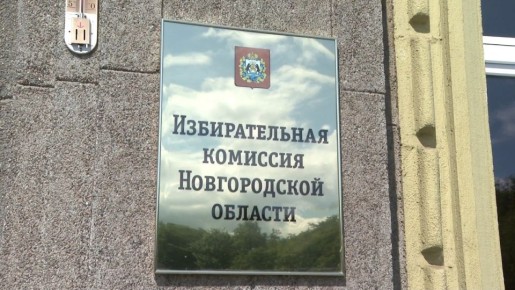 Избирательная
комиссия
Новгородской
области